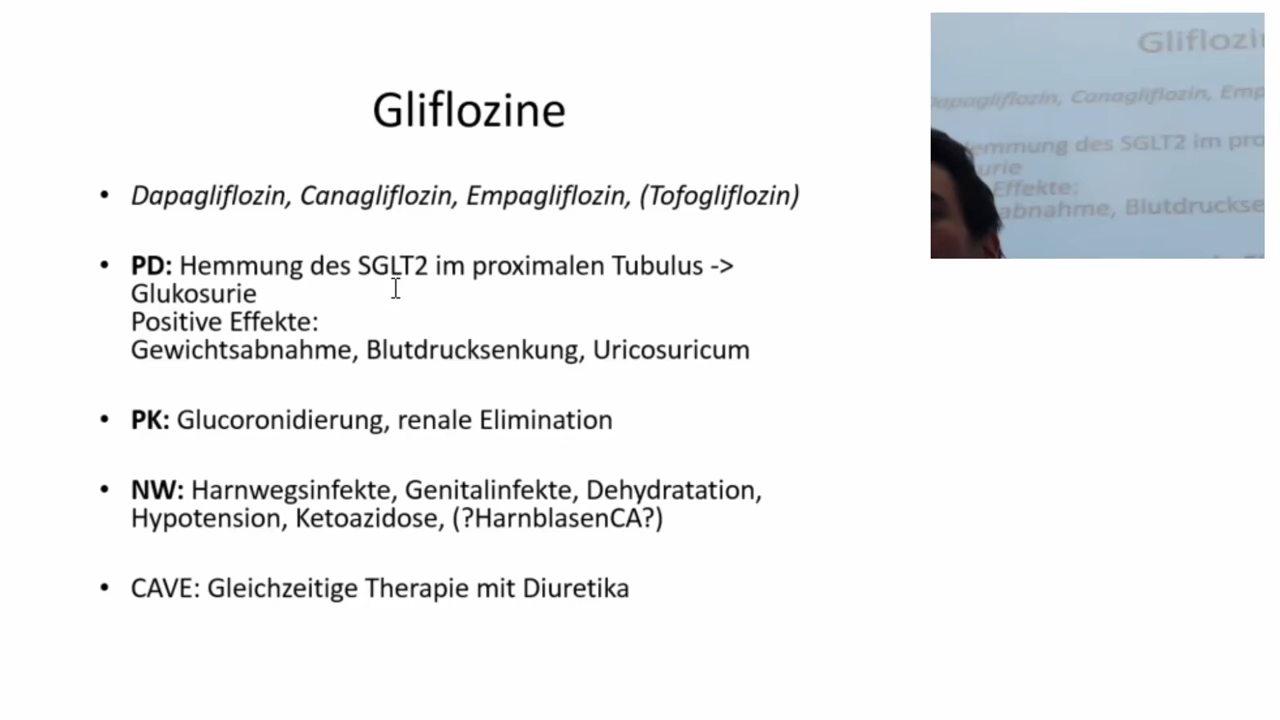 Gliflozine
• Dapagliflozin, Canagliflozin, Empagliflozin, (Tofogliflozin)
• PD: Hemmung des SGLT2 im proximalen Tubulus ->
Glukosurie
Positive Effekte:
Gewichtsabnahme, Blutdrucksenkung, Uricosuricum
• PK: Glucoronidierung, renale Elimination
• NW: Harnwegsinfekte, Genitalinfekte, Dehydratation,
Hypotension, Ketoazidose, (?HarnblasenCA?)
• CAVE: Gleichzeitige Therapie mit Diuretika
Gliflozi
Dapagliflozin, Canagliflozin, Emp
emmung des SGLT2 im pro
urie
Effekte:
abnahme, Blutdruckse